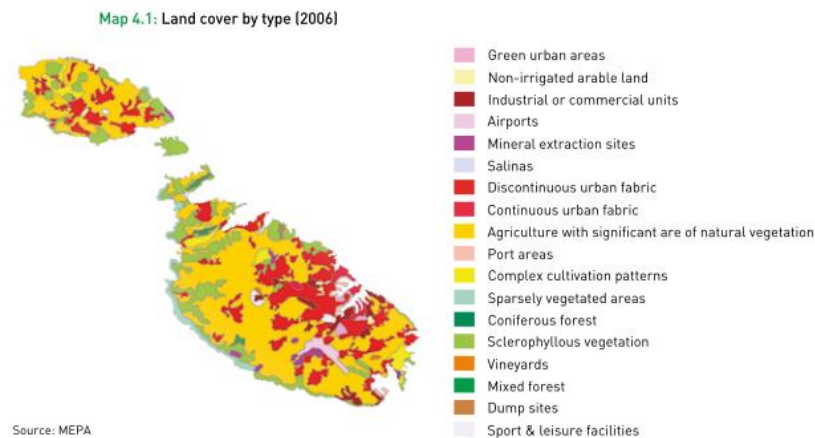 Map 4.1: Land cover by type (2006)
Green urban areas
Non-irrigated arable land
Industrial or commercial units
Airports
Mineral extraction sites
Salinas
Discontinuous urban fabric
Continuous urban fabric
Agriculture with significant are of natural vegetation
Port areas
Complex cultivation patterns
Sparsely vegetated areas
Coniferous forest
Sclerophyllous vegetation
Vineyards
Mixed forest
Dump sites
Sport & leisure facilities
Source: MEPA